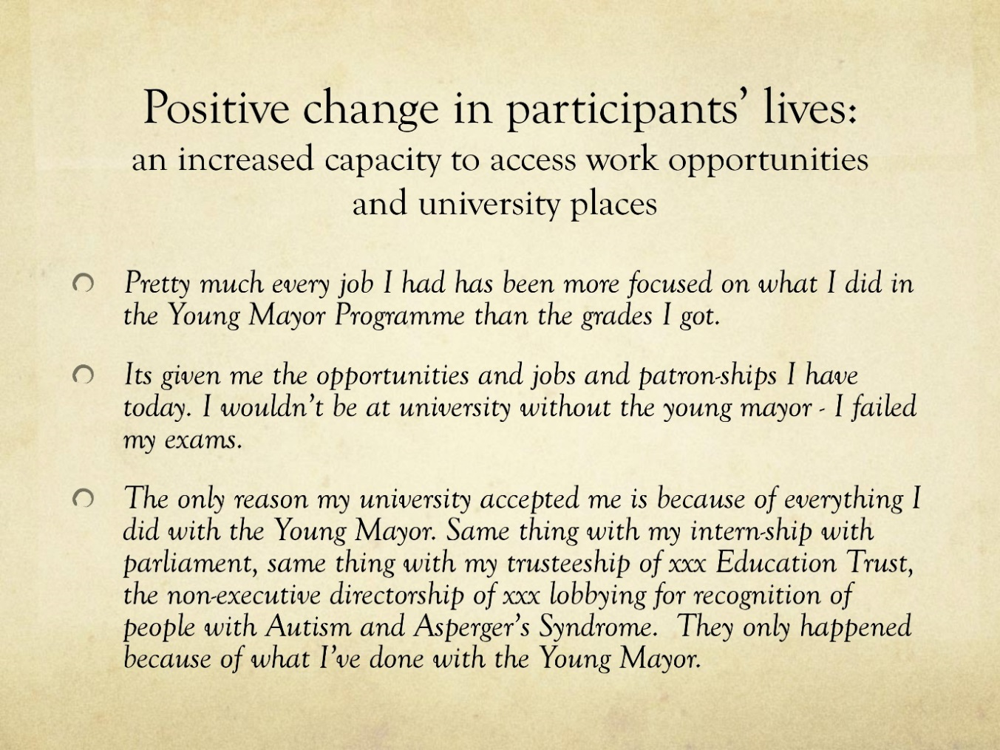 Positive change in participants’ lives:
an increased capacity to access work opportunities
and university places
Pretty much every job I had has been more focused on what I did in
the Young Mayor Programme than the grades I got.
Its given me the opportunities and jobs and patron-ships I have
today. I wouldn’t be at university without the young mayor - I failed
my exams.
The only reason my university accepted me is because of everything I
did with the Young Mayor. Same thing with my intern-ship with
parliament, same thing with my trusteeship of xxx Education Trust,
the non-executive directorship of xxx lobbying for recognition of
people with Autism and Asperger’s Syndrome.  They only happened
because of what I’ve done with the Young Mayor.